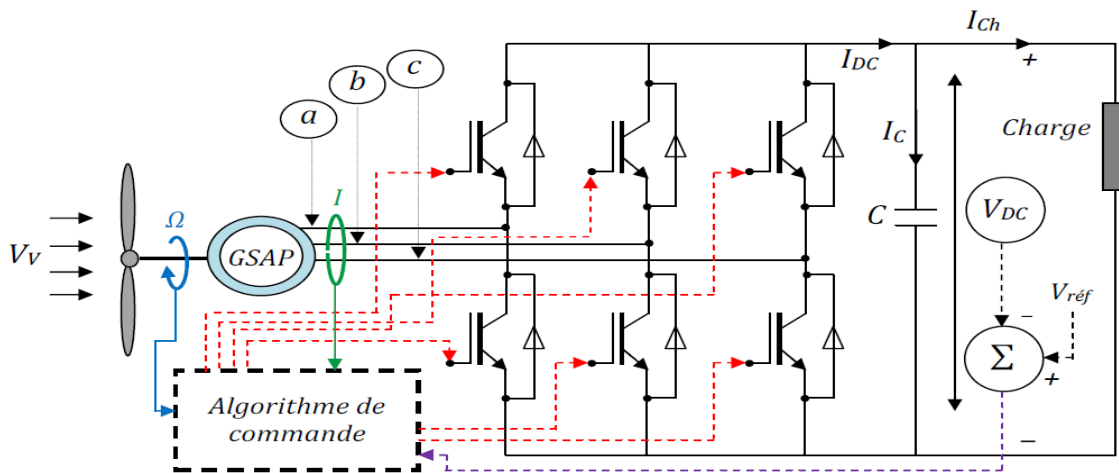 a
b
c
I_DC
I_Ch
+
I_C
Charge
V_V
Ω
GSAP
I
C
V_DC
V_réf
−
Σ
+
Algorithme de
commande
−